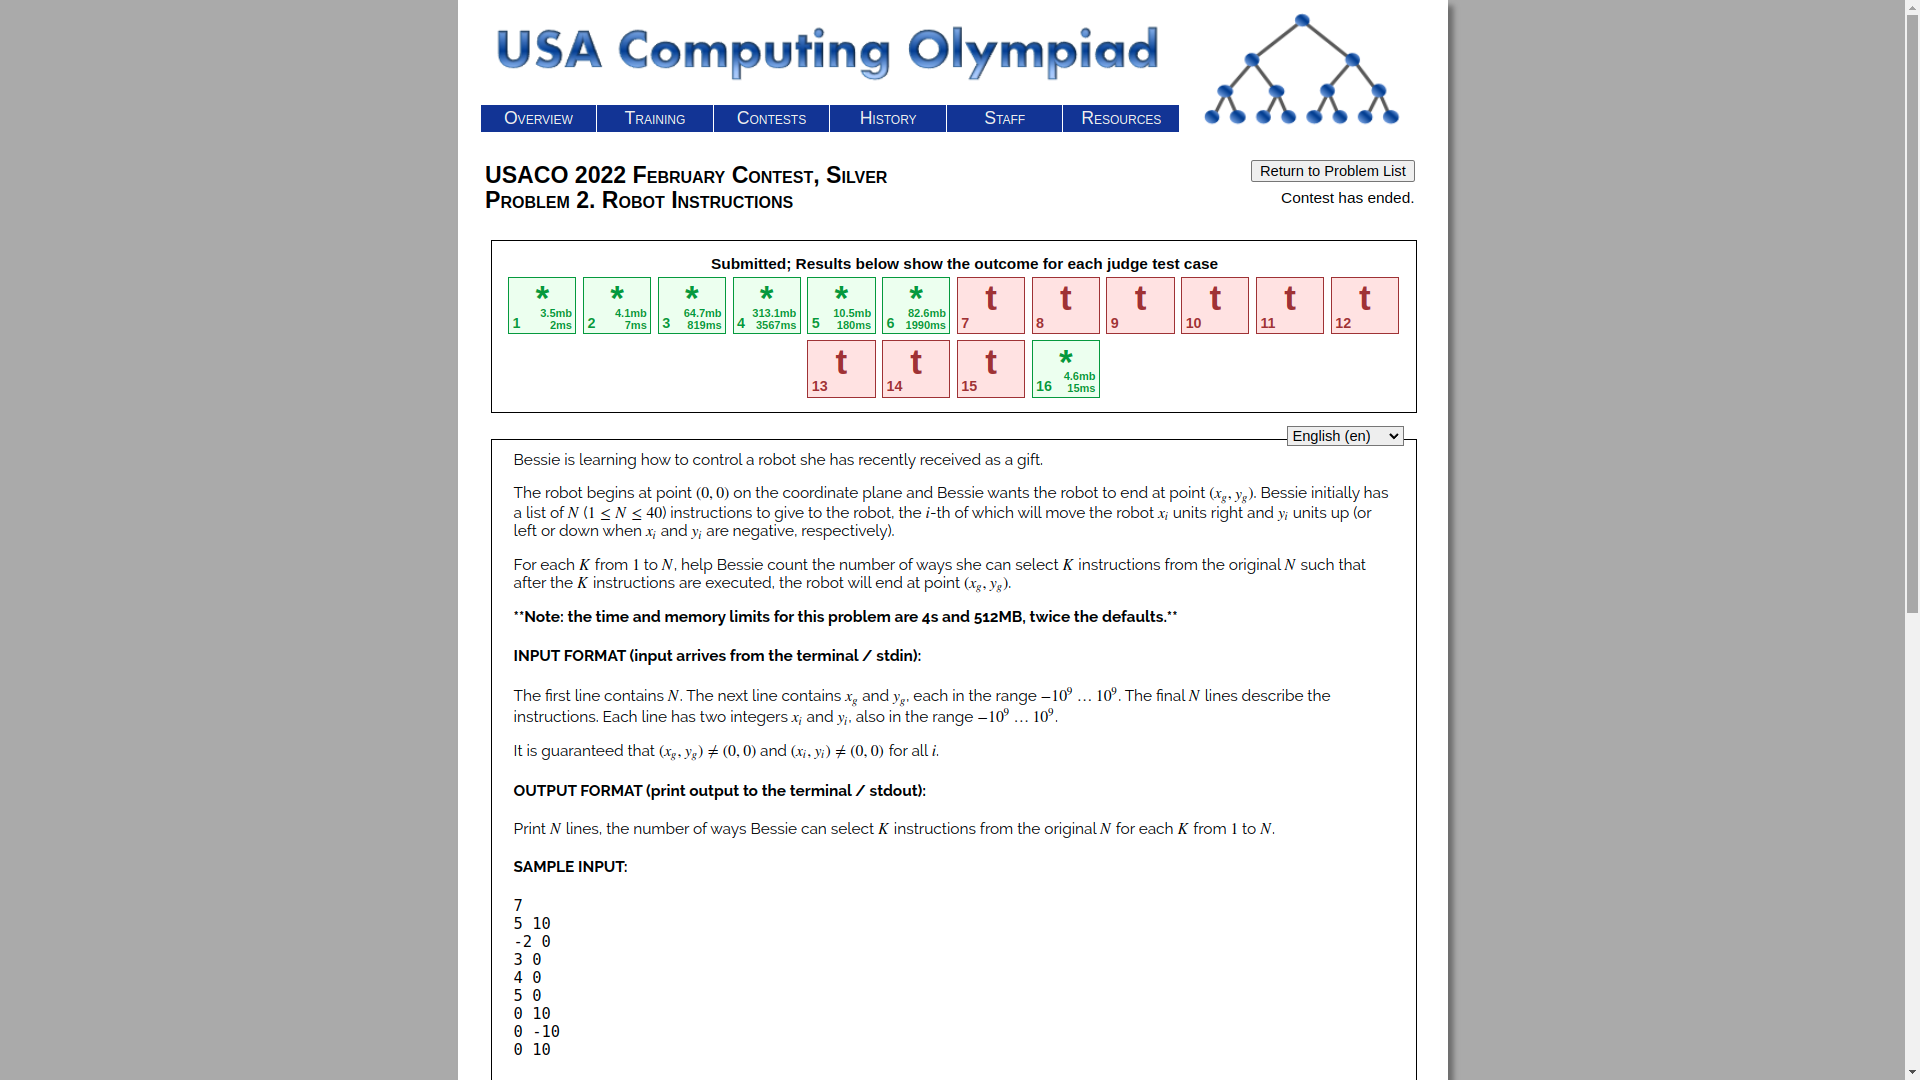 USA Computing Olympiad
Overview Training Contests History Staff Resources
USACO 2022 February Contest, Silver
Problem 2. Robot Instructions
Return to Problem List
Contest has ended.
Submitted; Results below show the outcome for each judge test case
* 3.5mb 1 2ms
* 4.1mb 2 7ms
* 64.7mb 3 819ms
* 313.1mb 4 3567ms
* 10.5mb 5 180ms
* 82.6mb 6 1990ms
t 7
t 8
t 9
t 10
t 11
t 12
t 13
t 14
t 15
* 4.6mb 16 15ms
English (en)
Bessie is learning how to control a robot she has recently received as a gift.
The robot begins at point (0, 0) on the coordinate plane and Bessie wants the robot to end at point (x_g, y_g). Bessie initially has
a list of N (1 ≤ N ≤ 40) instructions to give to the robot, the i-th of which will move the robot x_i units right and y_i units up (or
left or down when x_i and y_i are negative, respectively).
For each K from 1 to N, help Bessie count the number of ways she can select K instructions from the original N such that
after the K instructions are executed, the robot will end at point (x_g, y_g).
**Note: the time and memory limits for this problem are 4s and 512MB, twice the defaults.**
INPUT FORMAT (input arrives from the terminal / stdin):
The first line contains N. The next line contains x_g and y_g, each in the range −10⁹ … 10⁹. The final N lines describe the
instructions. Each line has two integers x_i and y_i, also in the range −10⁹ … 10⁹.
It is guaranteed that (x_g, y_g) ≠ (0, 0) and (x_i, y_i) ≠ (0, 0) for all i.
OUTPUT FORMAT (print output to the terminal / stdout):
Print N lines, the number of ways Bessie can select K instructions from the original N for each K from 1 to N.
SAMPLE INPUT:
7
5 10
-2 0
3 0
4 0
5 0
0 10
0 -10
0 10